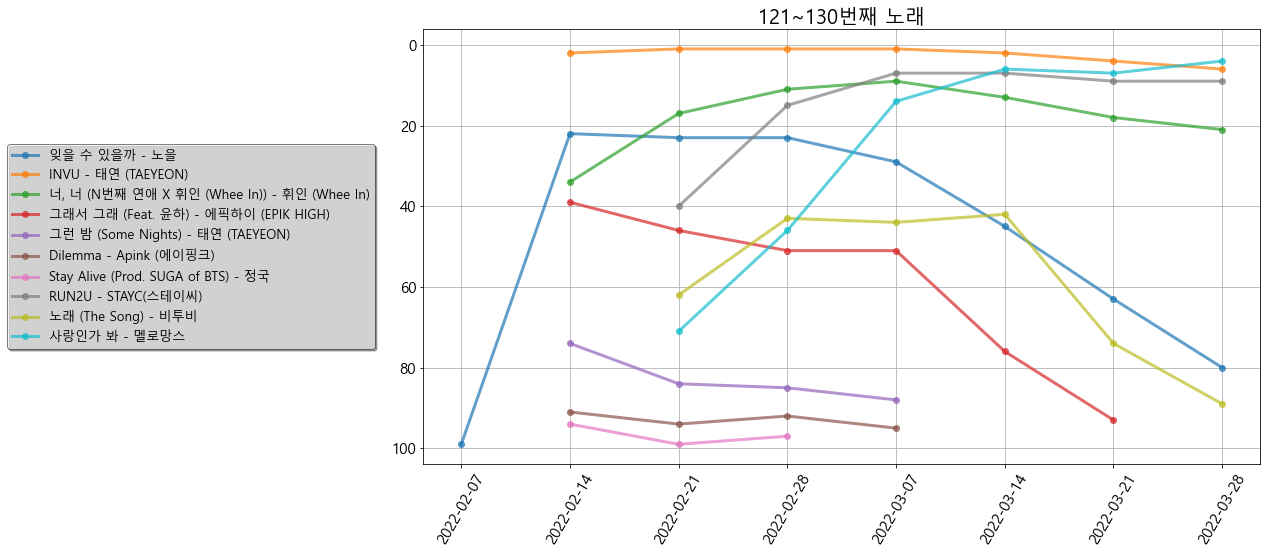 121~130번째 노래
잊을 수 있을까 - 노을
INVU - 태연 (TAEYEON)
너, 너 (N번째 연애 X 휘인 (Whee In)) - 휘인 (Whee In)
그래서 그래 (Feat. 윤하) - 에픽하이 (EPIK HIGH)
그런 밤 (Some Nights) - 태연 (TAEYEON)
Dilemma - Apink (에이핑크)
Stay Alive (Prod. SUGA of BTS) - 정국
RUN2U - STAYC(스테이씨)
노래 (The Song) - 비투비
사랑인가 봐 - 멜로망스
0
20
40
60
80
100
2022-02-07
2022-02-14
2022-02-21
2022-02-28
2022-03-07
2022-03-14
2022-03-21
2022-03-28